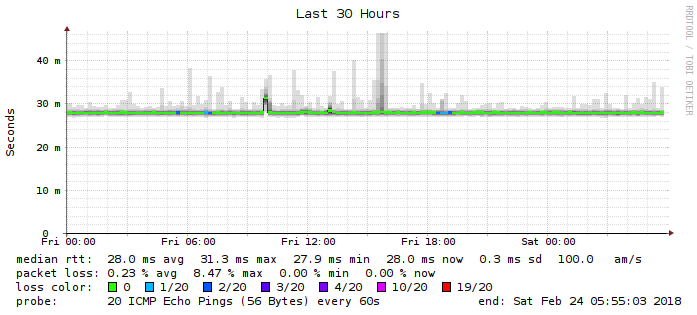 Last 30 Hours
RRDTOOL / TOBI OETIKER
Seconds
40 m
30 m
20 m
10 m
0
Fri 00:00 Fri 06:00 Fri 12:00 Fri 18:00 Sat 00:00
median rtt: 28.0 ms avg 31.3 ms max 27.9 ms min 28.0 ms now 0.3 ms sd 100.0 am/s
packet loss: 0.23 % avg 8.47 % max 0.00 % min 0.00 % now
loss color: 0 1/20 2/20 3/20 4/20 10/20 19/20
probe: 20 ICMP Echo Pings (56 Bytes) every 60s end: Sat Feb 24 05:55:03 2018